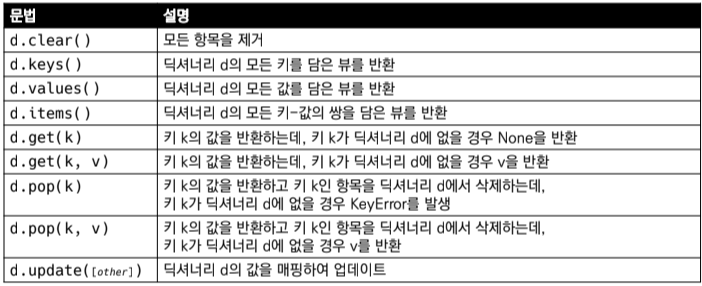 문법 설명
d.clear() 모든 항목을 제거
d.keys() 딕셔너리 d의 모든 키를 담은 뷰를 반환
d.values() 딕셔너리 d의 모든 값를 담은 뷰를 반환
d.items() 딕셔너리 d의 모든 키-값의 쌍을 담은 뷰를 반환
d.get(k) 키 k의 값을 반환하는데, 키 k가 딕셔너리 d에 없을 경우 None을 반환
d.get(k, v) 키 k의 값을 반환하는데, 키 k가 딕셔너리 d에 없을 경우 v을 반환
d.pop(k) 키 k의 값을 반환하고 키 k인 항목을 딕셔너리 d에서 삭제하는데,
키 k가 딕셔너리 d에 없을 경우 KeyError를 발생
d.pop(k, v) 키 k의 값을 반환하고 키 k인 항목을 딕셔너리 d에서 삭제하는데,
키 k가 딕셔너리 d에 없을 경우 v를 반환
d.update([other]) 딕셔너리 d의 값을 매핑하여 업데이트